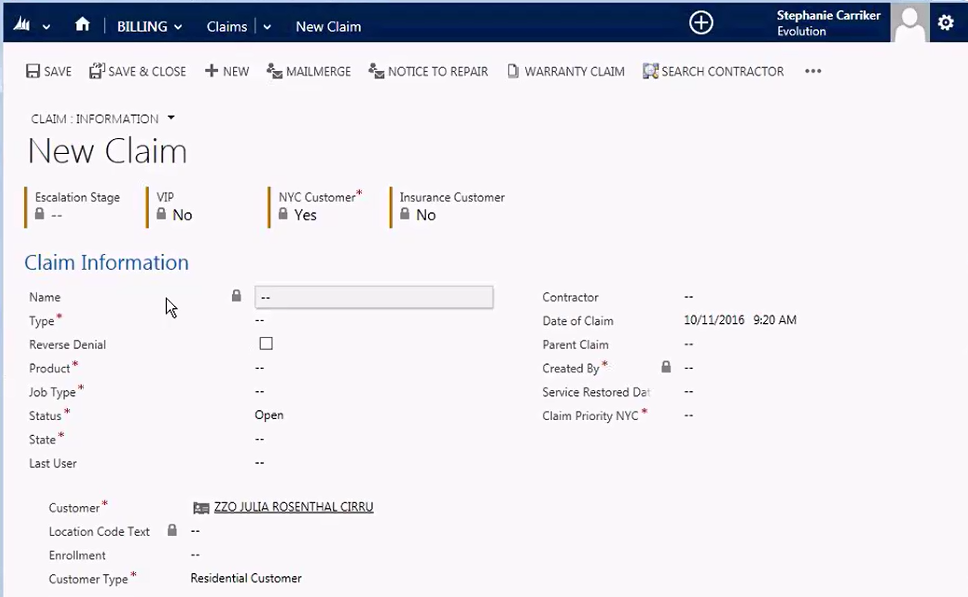 BILLING Claims New Claim Stephanie Carriker
Evolution
SAVE SAVE & CLOSE NEW MAILMERGE NOTICE TO REPAIR WARRANTY CLAIM SEARCH CONTRACTOR •••
CLAIM : INFORMATION
New Claim
Escalation Stage VIP NYC Customer* Insurance Customer
-- No Yes No
Claim Information
Name -- Contractor --
Type* -- Date of Claim 10/11/2016 9:20 AM
Reverse Denial Parent Claim --
Product* -- Created By* --
Job Type* -- Service Restored Dat --
Status* Open Claim Priority NYC* --
State* --
Last User --
Customer* ZZO JULIA ROSENTHAL CIRRU
Location Code Text --
Enrollment --
Customer Type* Residential Customer